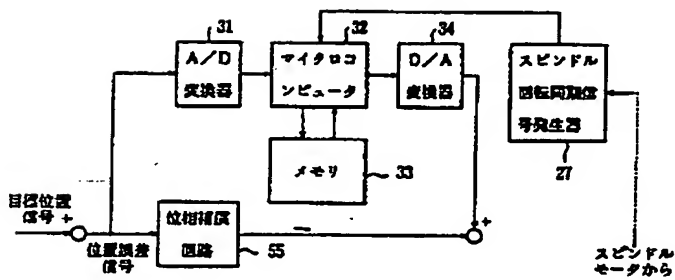 31
A/D
変換器
32
マイクロコ
ンピュータ
34
D/A
変換器
スピンドル
回転同期信
号発生器
27
メモリ
33
目標位置
信号 +
位置誤差
信号
位相補償
回路
55
+
スピンドル
モータから